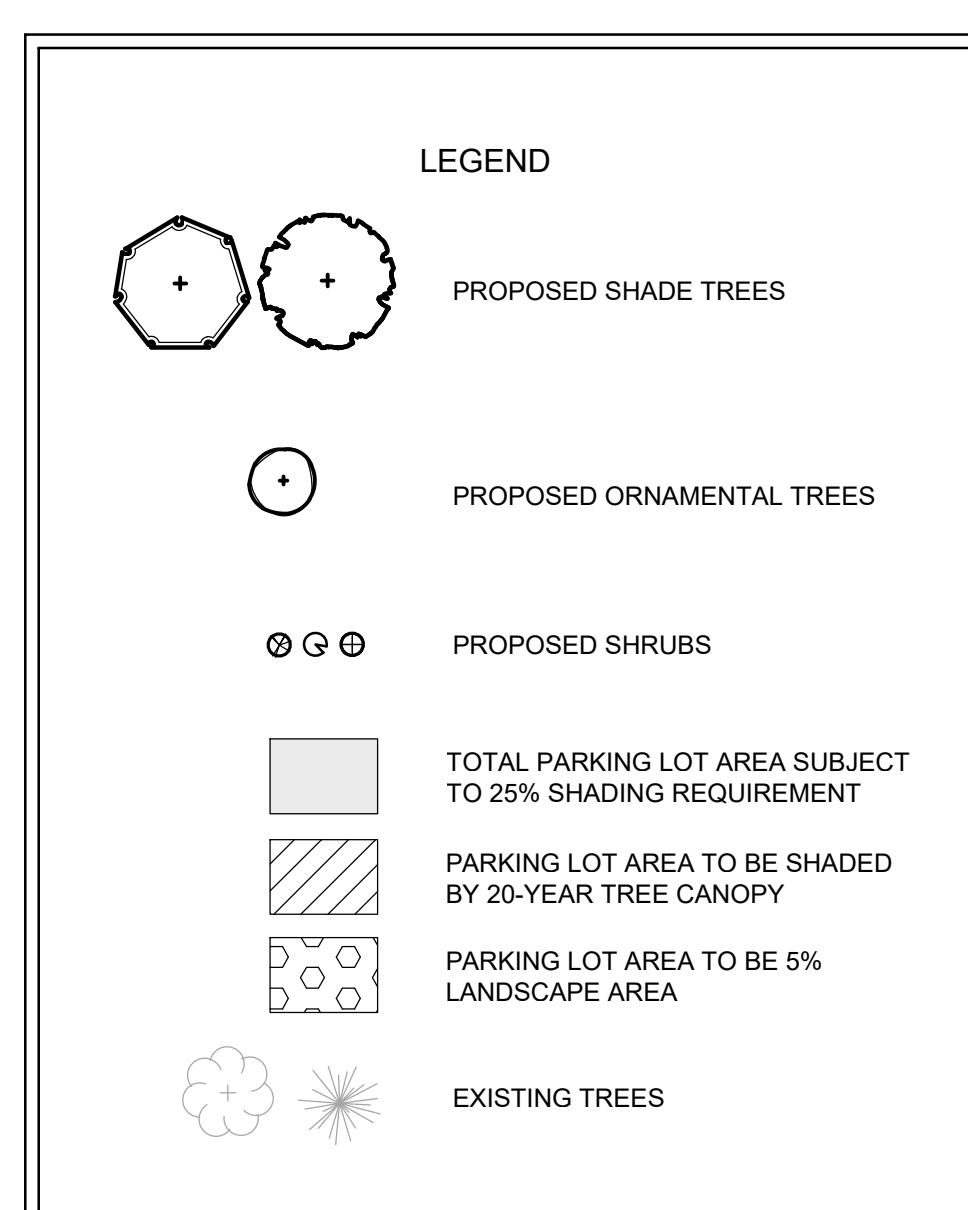 LEGEND
PROPOSED SHADE TREES
PROPOSED ORNAMENTAL TREES
PROPOSED SHRUBS
TOTAL PARKING LOT AREA SUBJECT
TO 25% SHADING REQUIREMENT
PARKING LOT AREA TO BE SHADED
BY 20-YEAR TREE CANOPY
PARKING LOT AREA TO BE 5%
LANDSCAPE AREA
EXISTING TREES